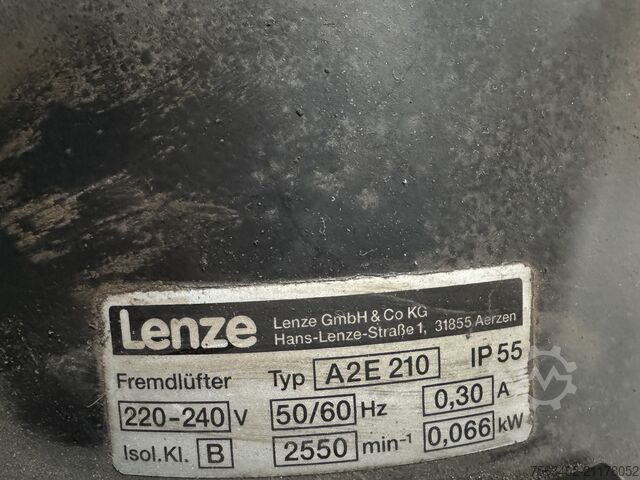 Lenze
Lenze GmbH & Co KG
Hans-Lenze-Straße 1, 31855 Aerzen
Fremdlüfter Typ A2E 210 IP 55
220-240 V 50/60 Hz 0,30 A
Isol.Kl. B 2550 min⁻¹ 0,066 kW